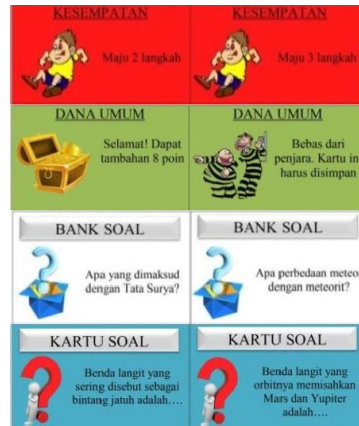 KESEMPATAN
Maju 2 langkah
KESEMPATAN
Maju 3 langkah
DANA UMUM
Selamat! Dapat
tambahan 8 poin
DANA UMUM
Bebas dari
penjara. Kartu in
harus disimpan
BANK SOAL
Apa yang dimaksud
dengan Tata Surya?
BANK SOAL
Apa perbedaan meteo
dengan meteorit?
KARTU SOAL
Benda langit yang
sering disebut sebagai
bintang jatuh adalah….
KARTU SOAL
Benda langit yang
orbitnya memisahkan
Mars dan Yupiter
adalah….